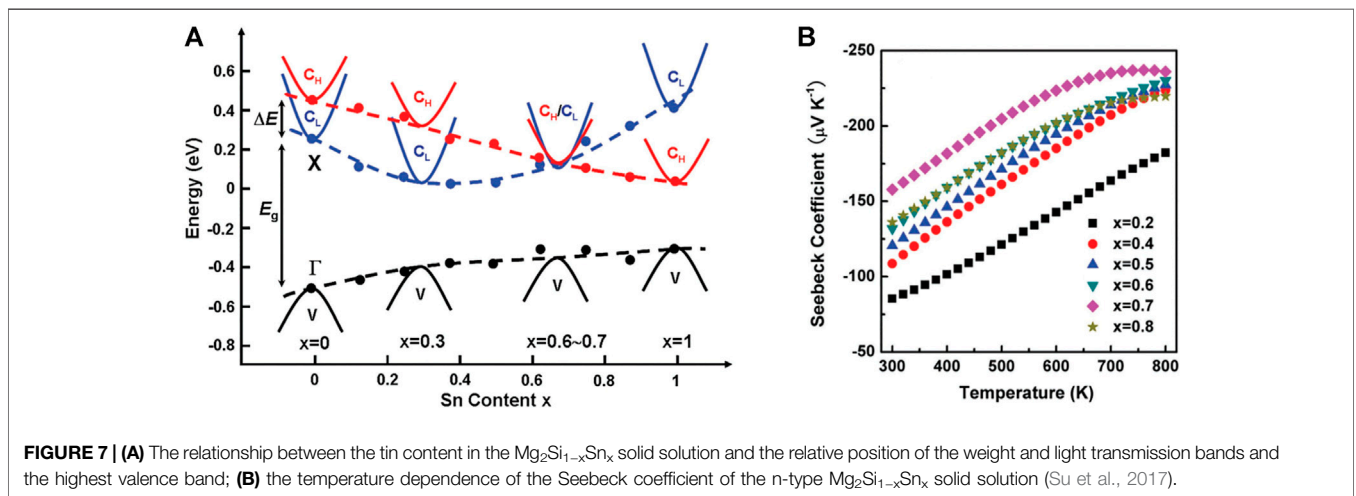 A
Energy (eV)
0.6
0.4
0.2
0
-0.2
-0.4
-0.6
-0.8
ΔE
E_g
X
Γ
C_H
C_L
V
C_H
C_L
V
C_H/C_L
V
C_L
C_H
V
x=0
x=0.3
x=0.6~0.7
x=1
0
0.2
0.4
0.6
0.8
1
Sn Content x
B
Seebeck Coefficient (μV K⁻¹)
-250
-200
-150
-100
-50
x=0.2
x=0.4
x=0.5
x=0.6
x=0.7
x=0.8
300
400
500
600
700
800
Temperature (K)
FIGURE 7 | (A) The relationship between the tin content in the Mg₂Si₁₋ₓSnₓ solid solution and the relative position of the weight and light transmission bands and
the highest valence band; (B) the temperature dependence of the Seebeck coefficient of the n-type Mg₂Si₁₋ₓSnₓ solid solution (Su et al., 2017).